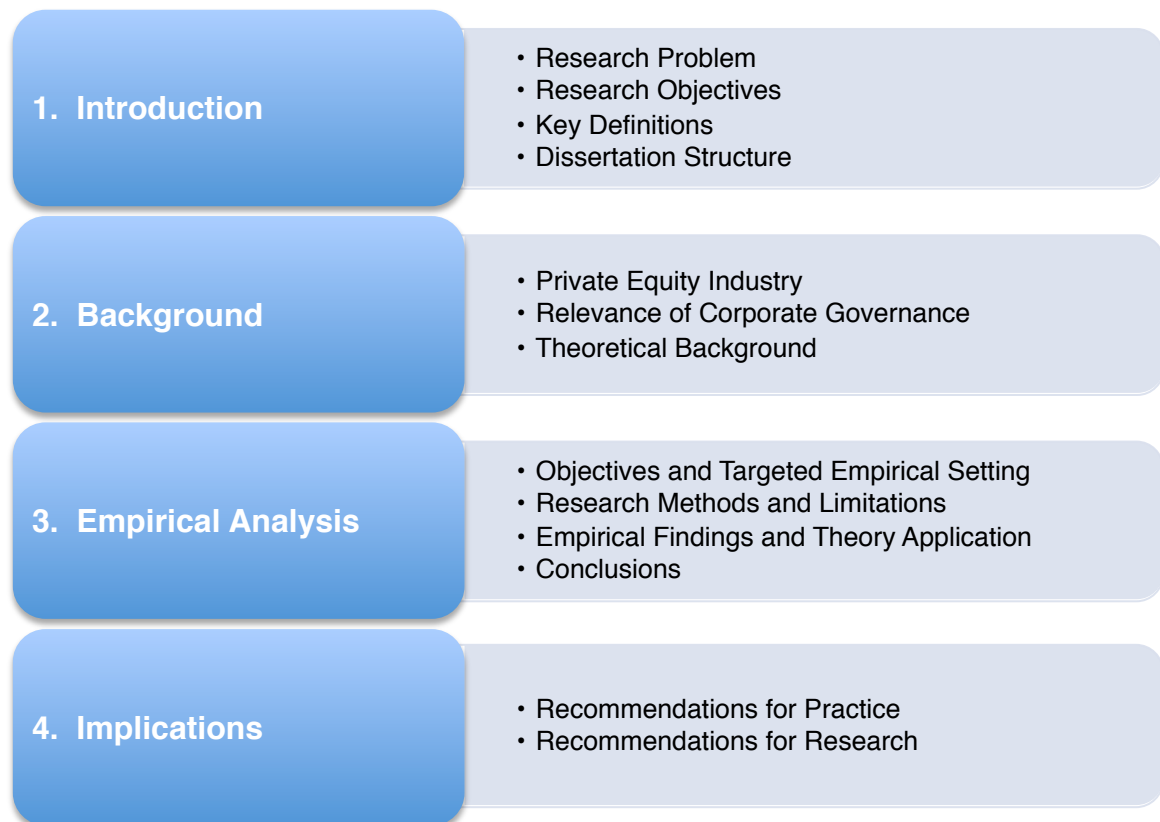 1. Introduction
• Research Problem
• Research Objectives
• Key Definitions
• Dissertation Structure
2. Background
• Private Equity Industry
• Relevance of Corporate Governance
• Theoretical Background
3. Empirical Analysis
• Objectives and Targeted Empirical Setting
• Research Methods and Limitations
• Empirical Findings and Theory Application
• Conclusions
4. Implications
• Recommendations for Practice
• Recommendations for Research